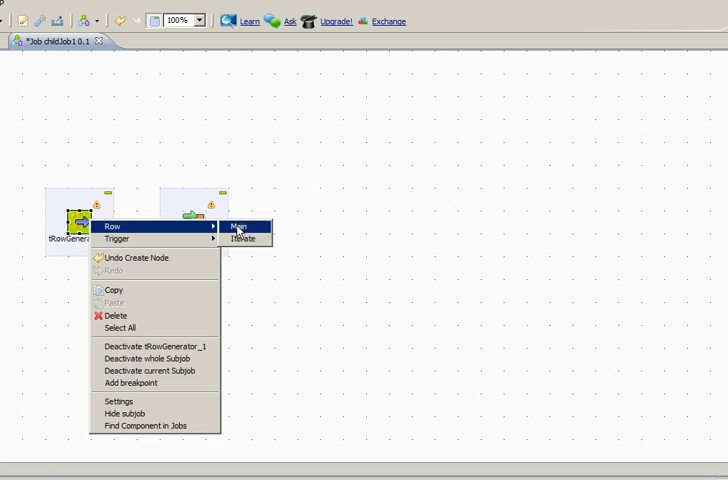 p
100% Learn Ask Upgrade! Exchange
*Job childJob1 0.1
Row Main
tRowGenera Trigger Iterate
Undo Create Node
Redo
Copy
Paste
Delete
Select All
Deactivate tRowGenerator_1
Deactivate whole Subjob
Deactivate current Subjob
Add breakpoint
Settings
Hide subjob
Find Component in Jobs